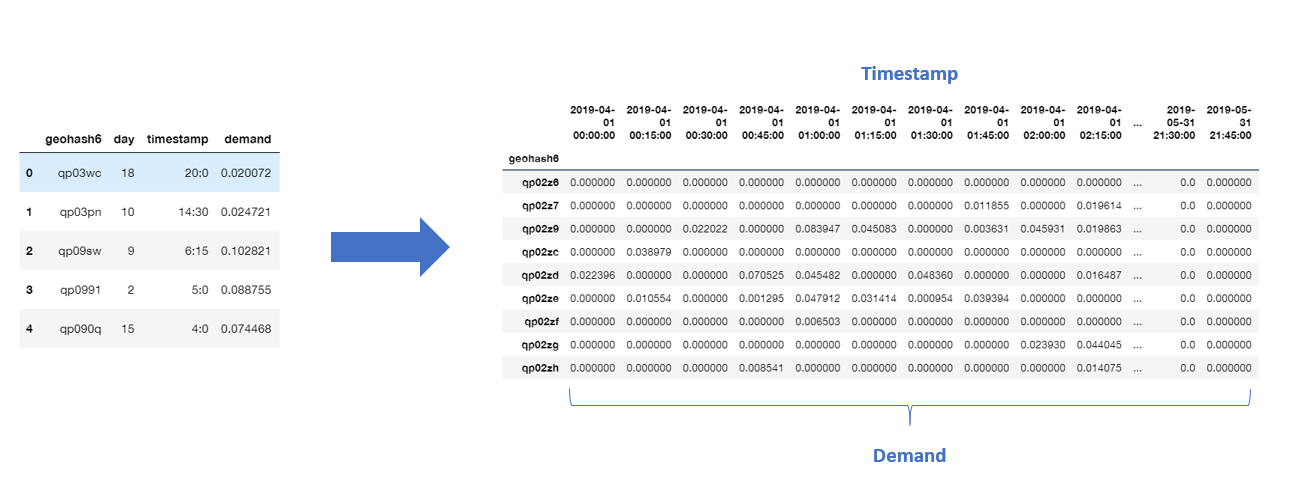 Timestamp
geohash6 day timestamp demand
0 qp03wc 18 20:0 0.020072
1 qp03pn 10 14:30 0.024721
2 qp09sw 9 6:15 0.102821
3 qp0991 2 5:0 0.088755
4 qp090q 15 4:0 0.074468
2019-04- 2019-04- 2019-04- 2019-04- 2019-04- 2019-04- 2019-04- 2019-04- 2019-04- 2019-04- 2019- 2019-05-
01 01 01 01 01 01 01 01 01 01 ... 05-31 31
00:00:00 00:15:00 00:30:00 00:45:00 01:00:00 01:15:00 01:30:00 01:45:00 02:00:00 02:15:00 21:30:00 21:45:00
geohash6
qp02z6 0.000000 0.000000 0.000000 0.000000 0.000000 0.000000 0.000000 0.000000 0.000000 0.000000 ... 0.0 0.000000
qp02z7 0.000000 0.000000 0.000000 0.000000 0.000000 0.000000 0.000000 0.011855 0.000000 0.019614 ... 0.0 0.000000
qp02z9 0.000000 0.000000 0.022022 0.000000 0.083947 0.045083 0.000000 0.003631 0.045931 0.019863 ... 0.0 0.000000
qp02zc 0.000000 0.038979 0.000000 0.000000 0.000000 0.000000 0.000000 0.000000 0.000000 0.000000 ... 0.0 0.000000
qp02zd 0.022396 0.000000 0.000000 0.070525 0.045482 0.000000 0.048360 0.000000 0.000000 0.016487 ... 0.0 0.000000
qp02ze 0.000000 0.010554 0.000000 0.001295 0.047912 0.031414 0.000954 0.039394 0.000000 0.000000 ... 0.0 0.000000
qp02zf 0.000000 0.000000 0.000000 0.000000 0.006503 0.000000 0.000000 0.000000 0.000000 0.000000 ... 0.0 0.000000
qp02zg 0.000000 0.000000 0.000000 0.000000 0.000000 0.000000 0.000000 0.000000 0.023930 0.044045 ... 0.0 0.000000
qp02zh 0.000000 0.000000 0.000000 0.008541 0.000000 0.000000 0.000000 0.000000 0.000000 0.014075 ... 0.0 0.000000
Demand